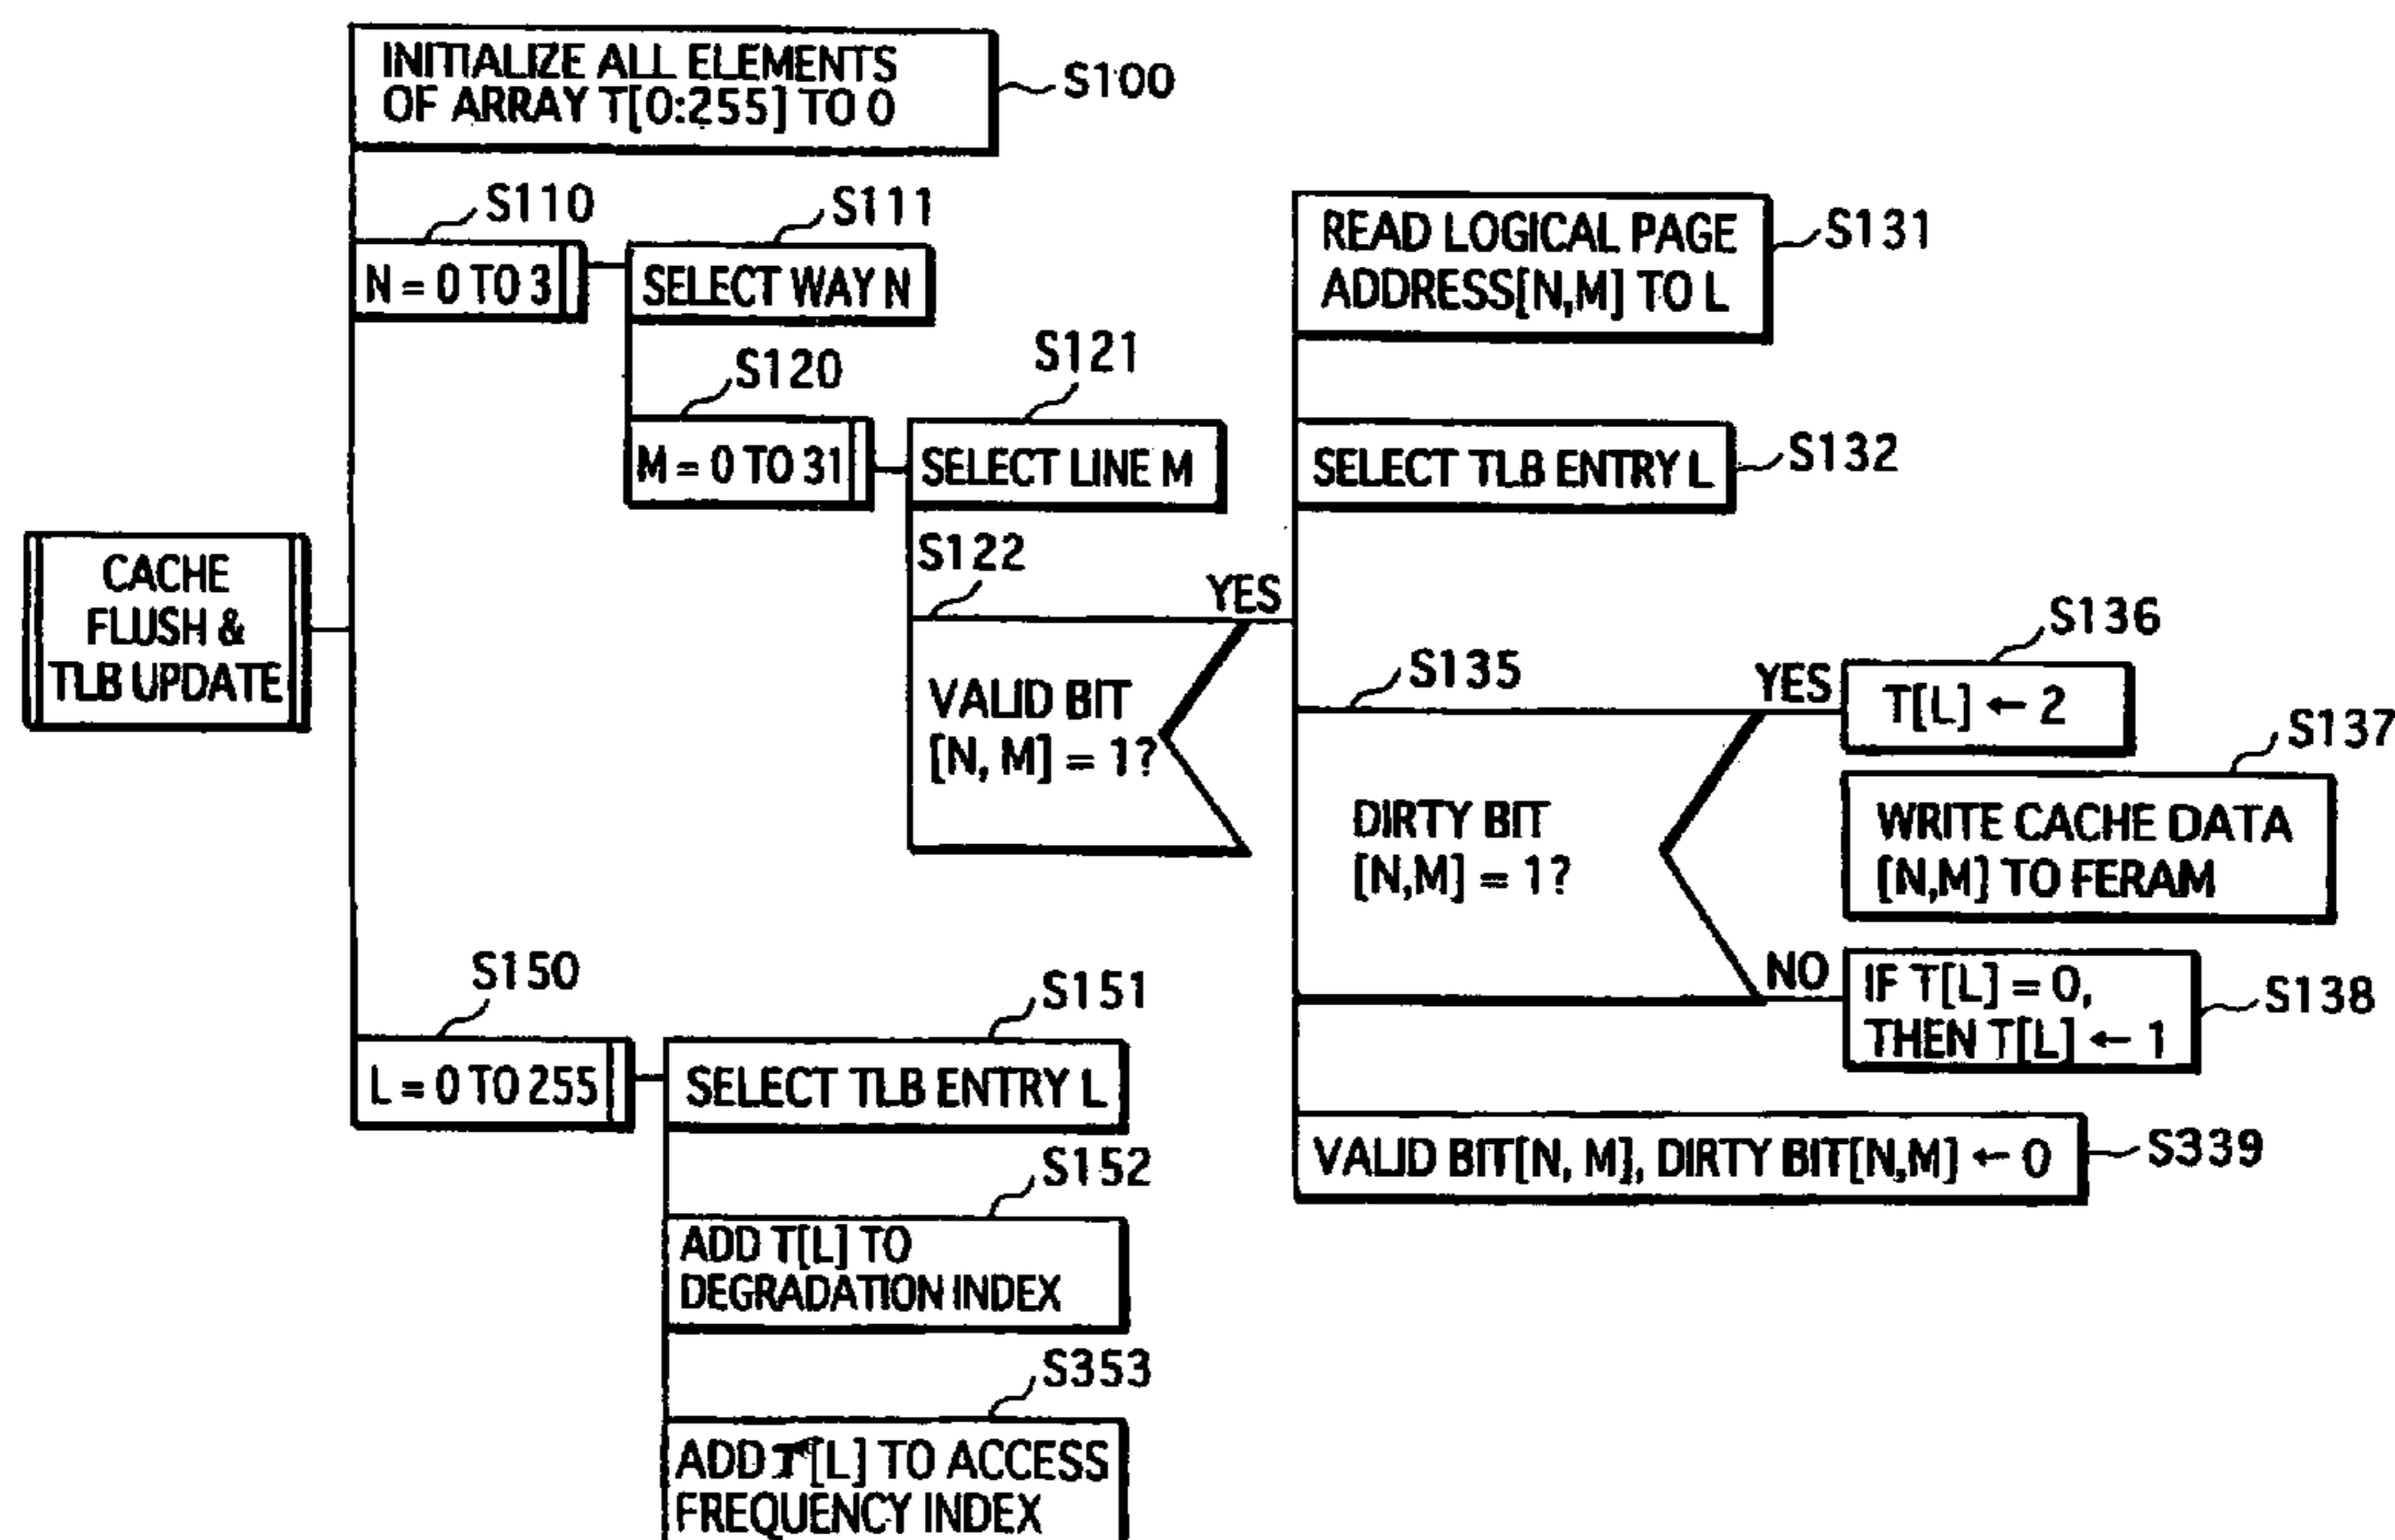 INITIALIZE ALL ELEMENTS
OF ARRAY T[0:255] TO 0
S100
S110
N = 0 TO 3
S111
SELECT WAY N
S120
M = 0 TO 31
S121
SELECT LINE M
S122
VALID BIT
[N, M] = 1?
YES
S131
READ LOGICAL PAGE
ADDRESS[N,M] TO L
S132
SELECT TLB ENTRY L
S135
DIRTY BIT
[N,M] = 1?
YES
S136
T[L] ← 2
S137
WRITE CACHE DATA
[N,M] TO FERAM
NO
S138
IF T[L] = 0,
THEN T[L] ← 1
S339
VALID BIT[N, M], DIRTY BIT[N,M] ← 0
CACHE
FLUSH &
TLB UPDATE
S150
L = 0 TO 255
S151
SELECT TLB ENTRY L
S152
ADD T[L] TO
DEGRADATION INDEX
S353
ADD T[L] TO ACCESS
FREQUENCY INDEX